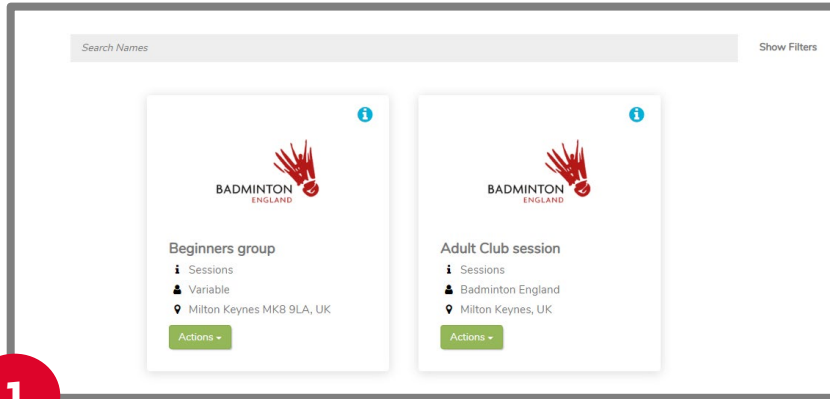 Search Names
Show Filters
BADMINTON
ENGLAND
Beginners group
Sessions
Variable
Milton Keynes MK8 9LA, UK
Actions
BADMINTON
ENGLAND
Adult Club session
Sessions
Badminton England
Milton Keynes, UK
Actions
1